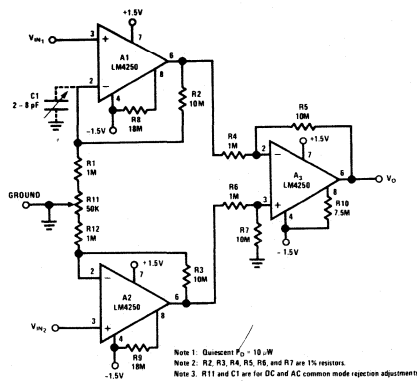 +1.5V
VIN1
3
+
7
A1
LM4250
6
2
−
8
4
C1
2 – 8 pF
R2
10M
R8
18M
−1.5V
R5
10M
R4
1M
+1.5V
2
−
7
R1
1M
A3
LM4250
6
VO
GROUND
R11
50K
R6
1M
3
+
8
4
R10
7.5M
R12
1M
R7
10M
- 1.5V
+1.5V
R3
10M
2
−
7
A2
LM4250
6
VIN2
3
+
8
4
R9
18M
−1.5V
Note 1: Quiescent PD = 10 μW
Note 2: R2, R3, R4, R5, R6, and R7 are 1% resistors.
Note 3. R11 and C1 are for DC and AC common mode rejection adjustments